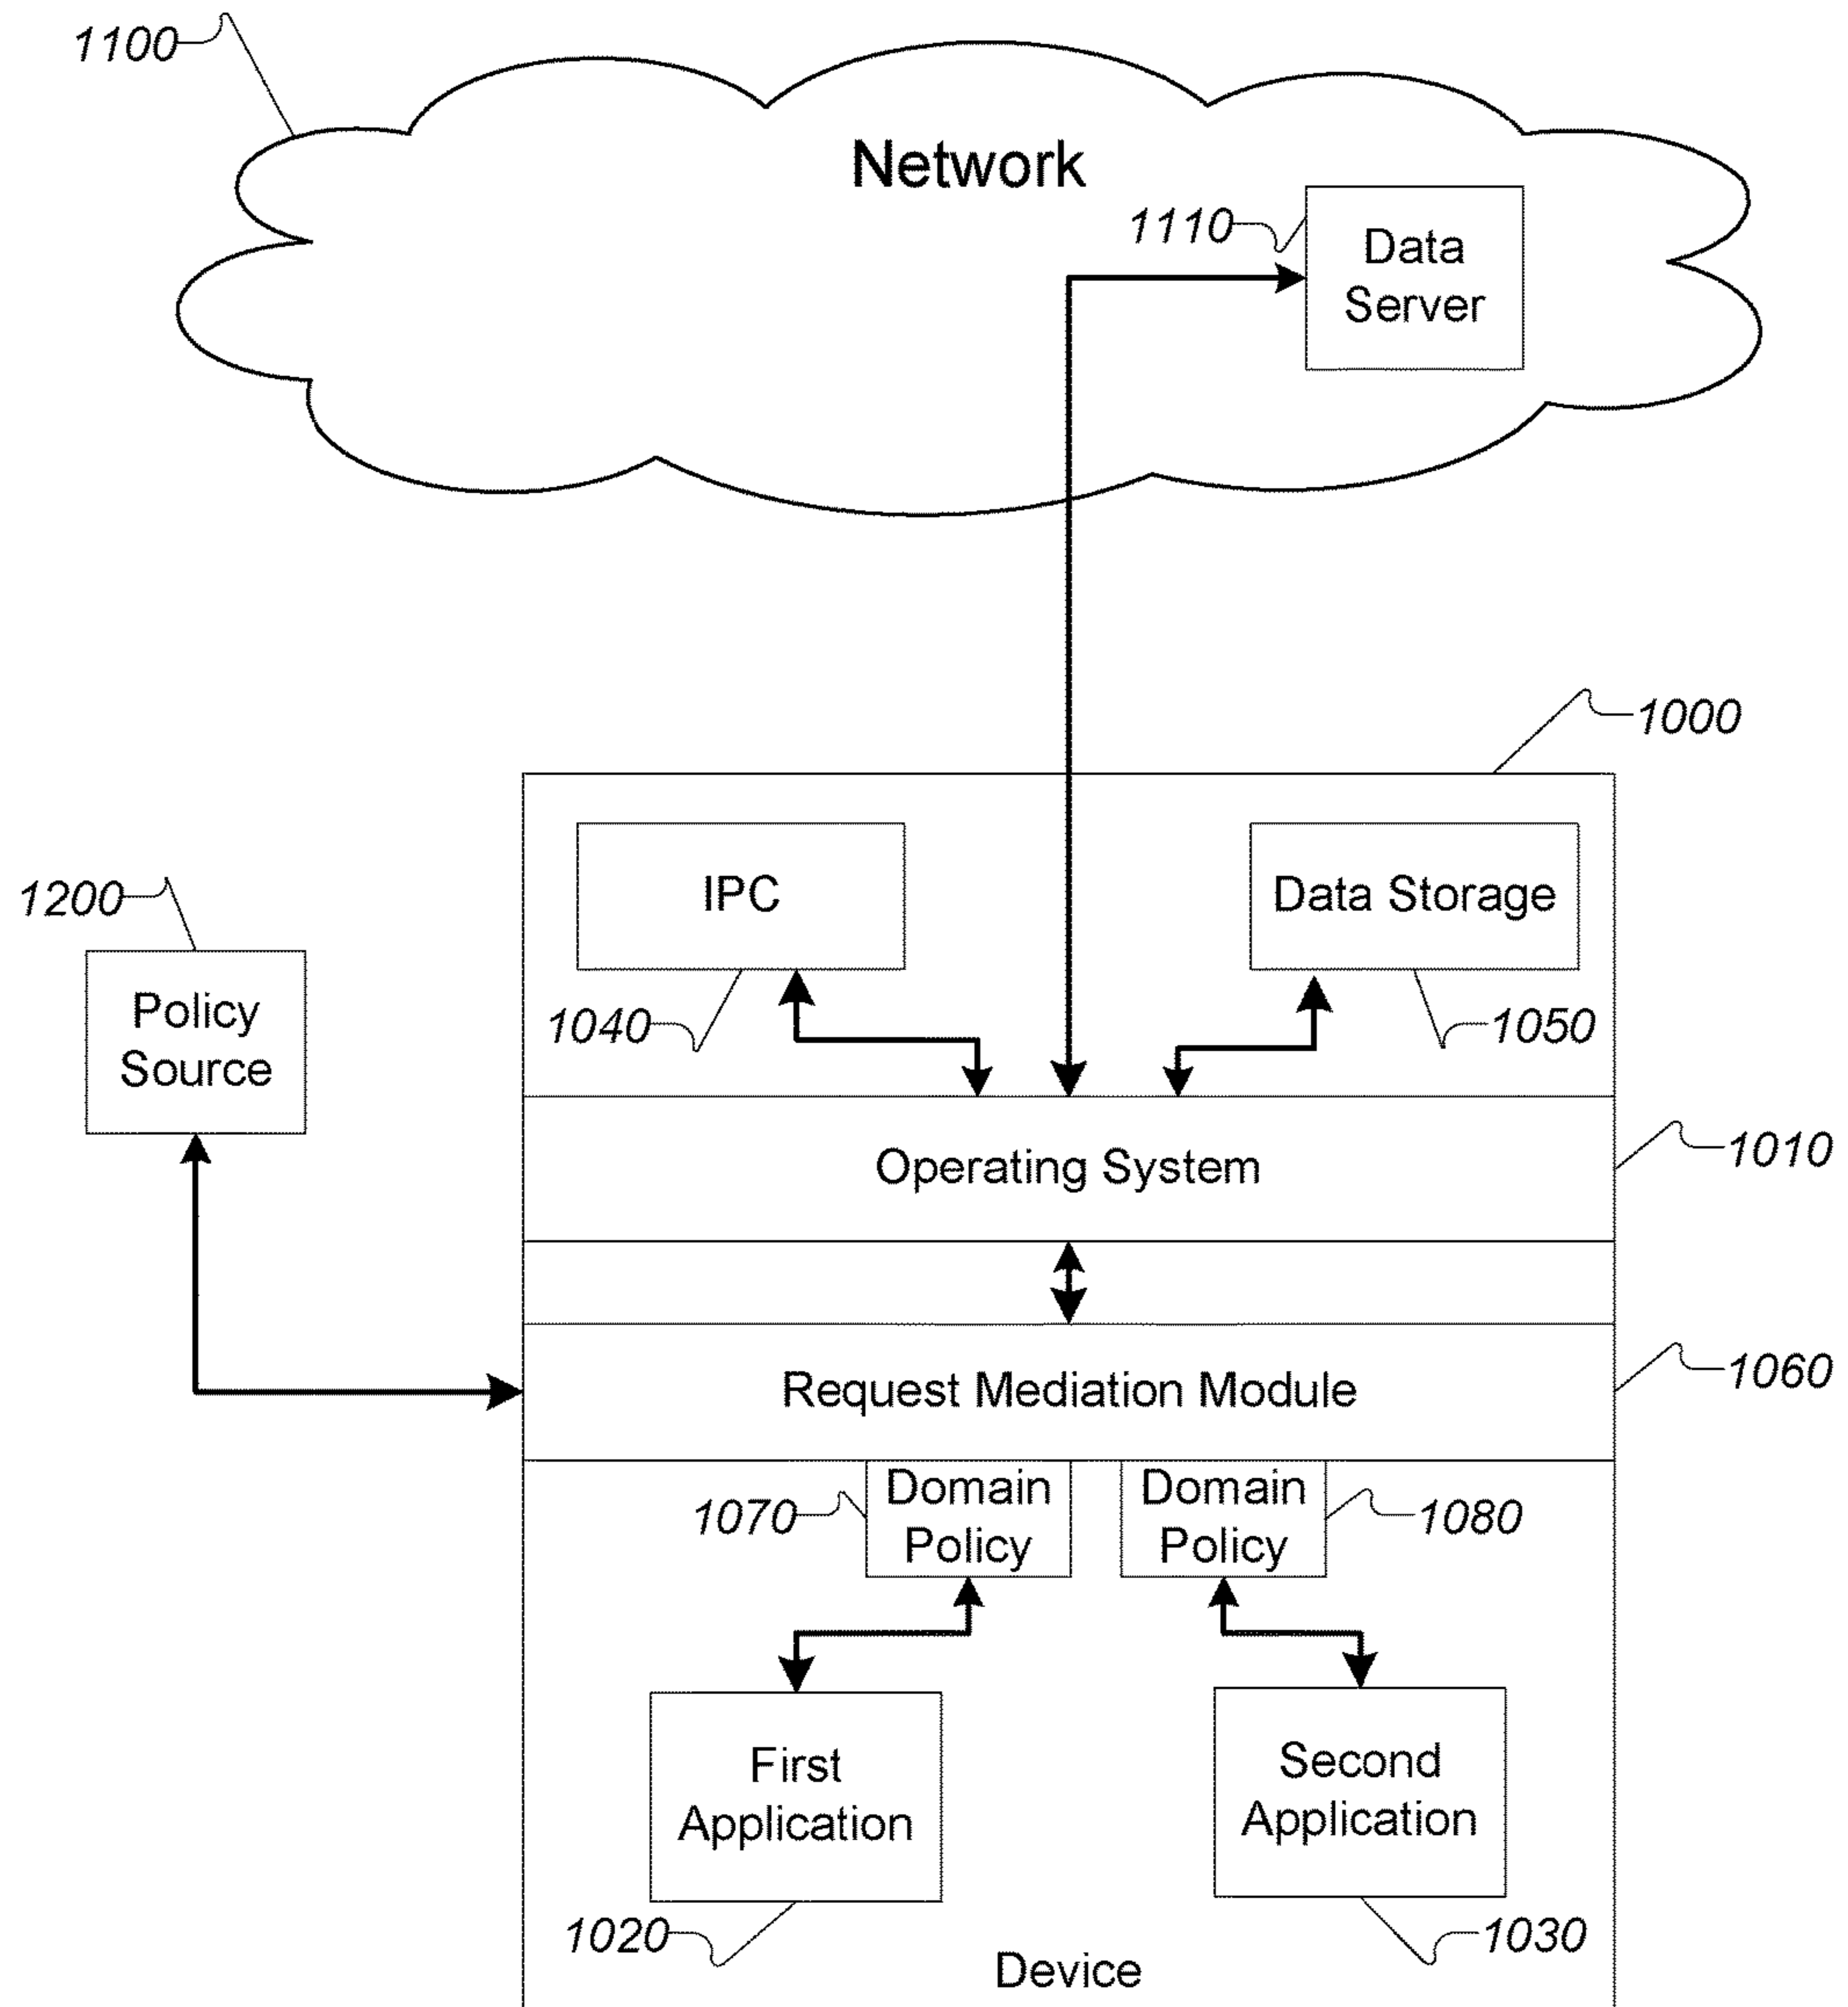 1100
Network
1110
Data
Server
1000
IPC
Data Storage
1200
Policy
Source
1040
1050
Operating System
1010
Request Mediation Module
1060
1070
Domain
Policy
Domain
Policy
1080
First
Application
Second
Application
1020
1030
Device